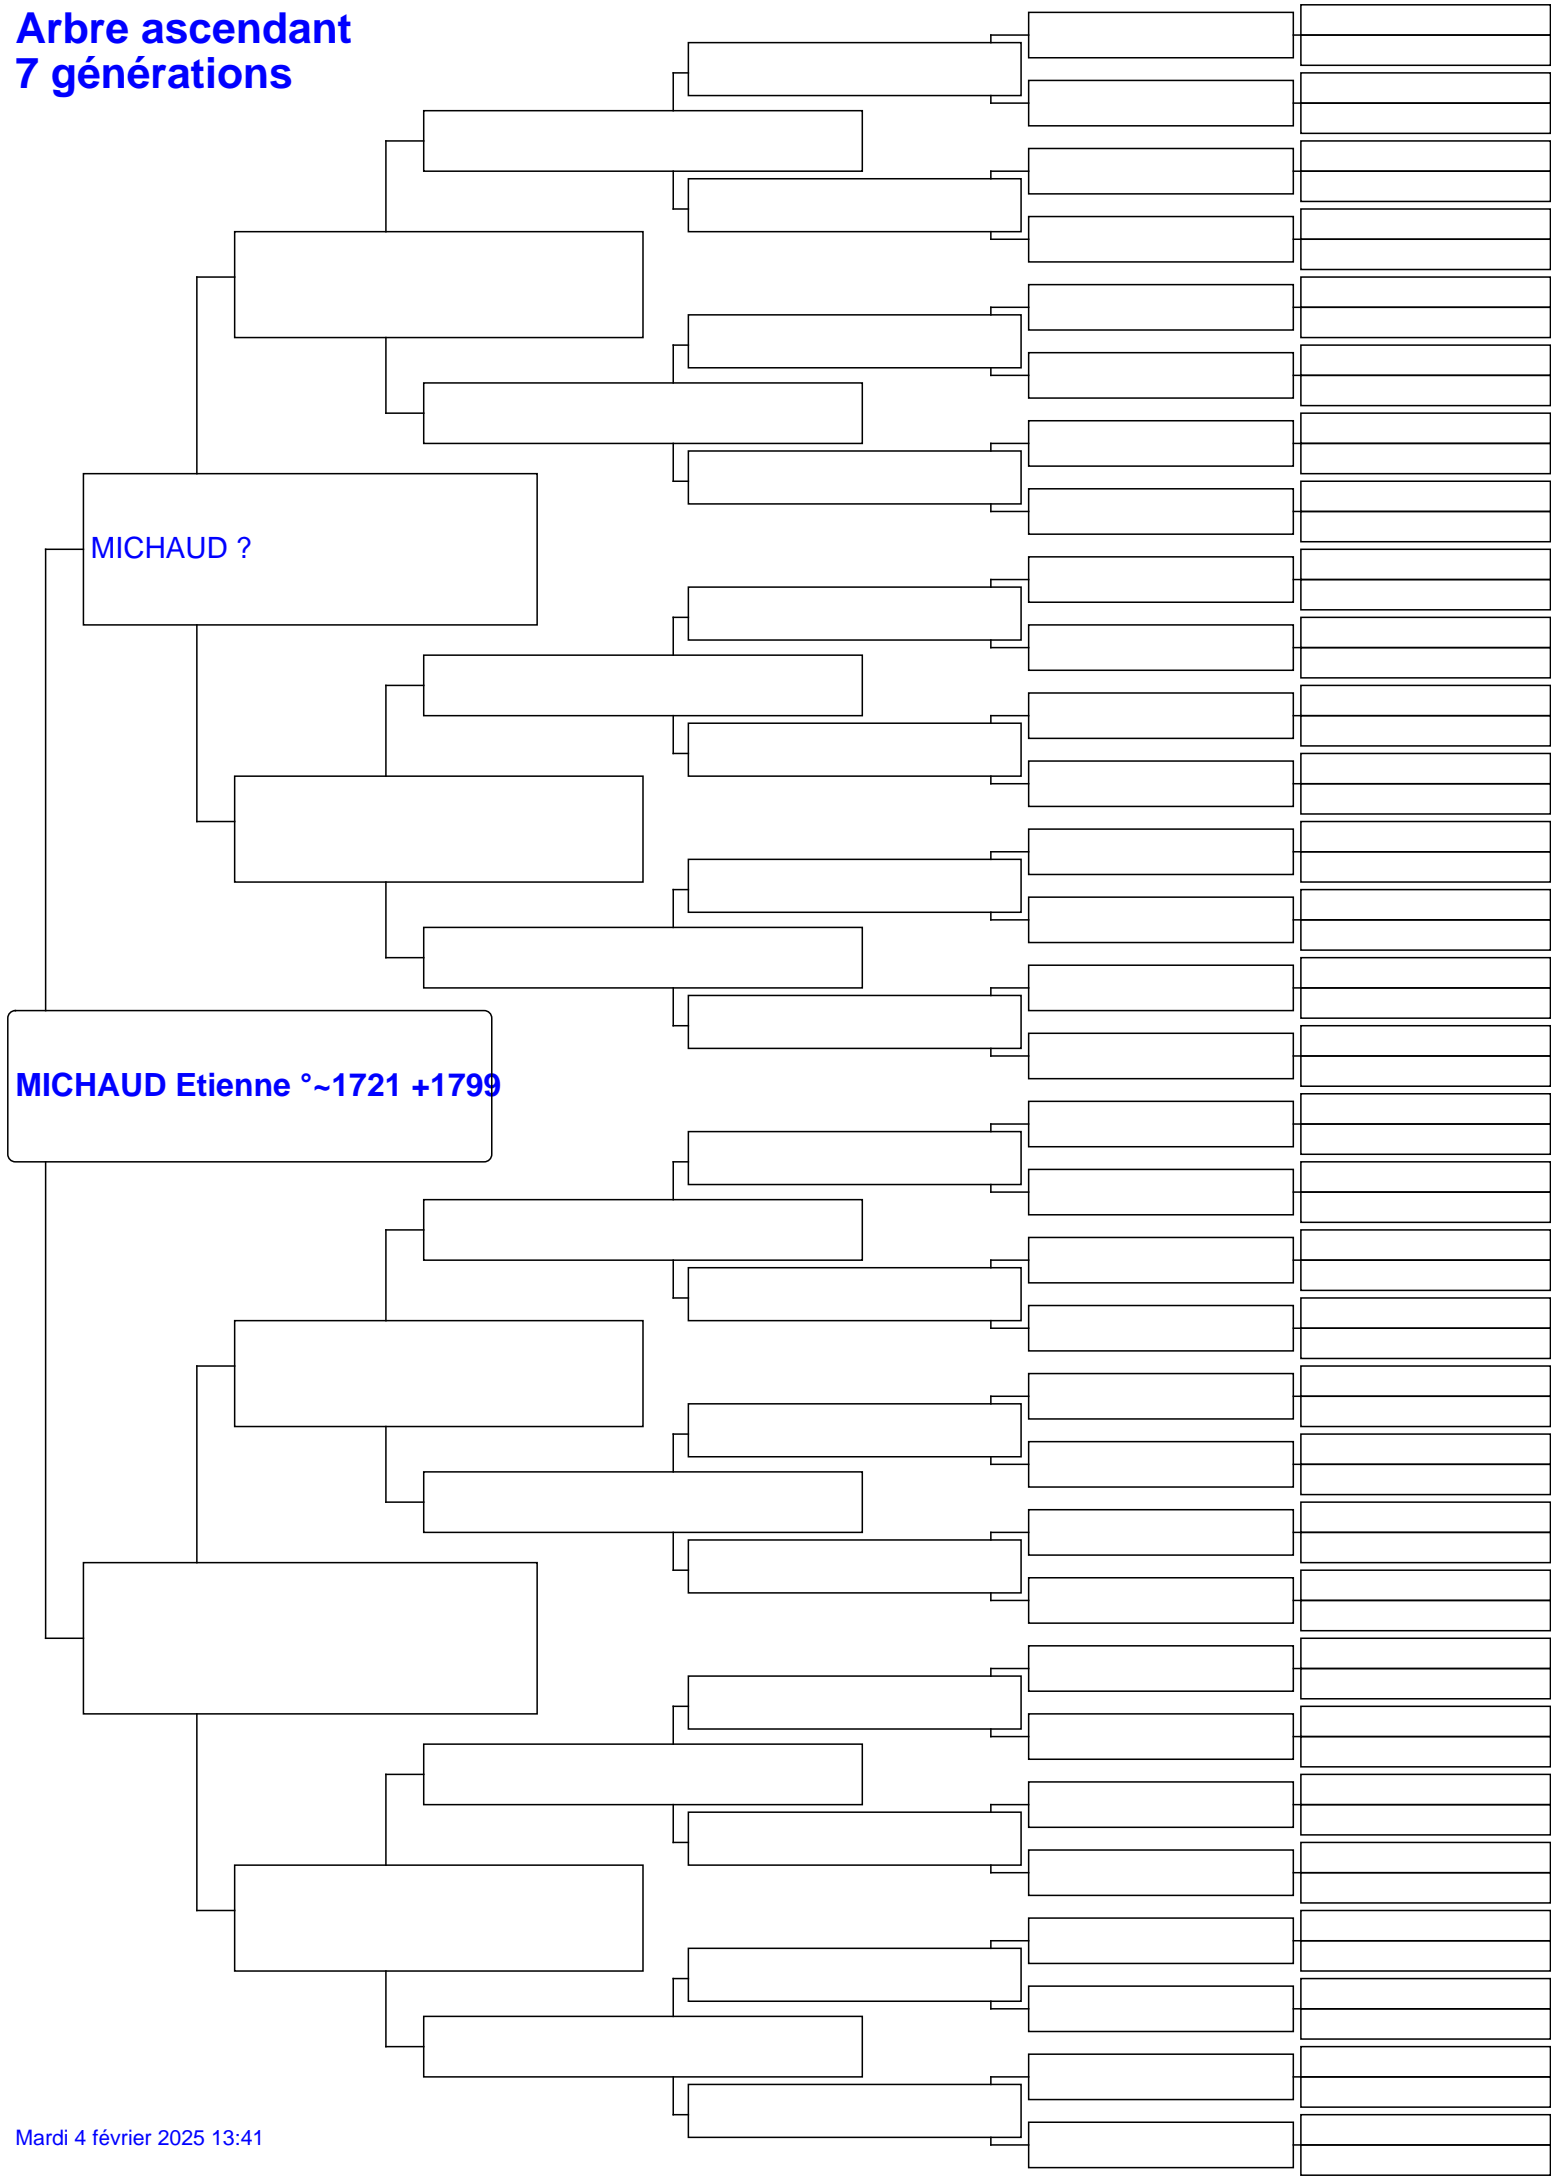 Arbre ascendant
7 générations
MICHAUD ?
MICHAUD Etienne °~1721 +1799
Mardi 4 février 2025 13:41